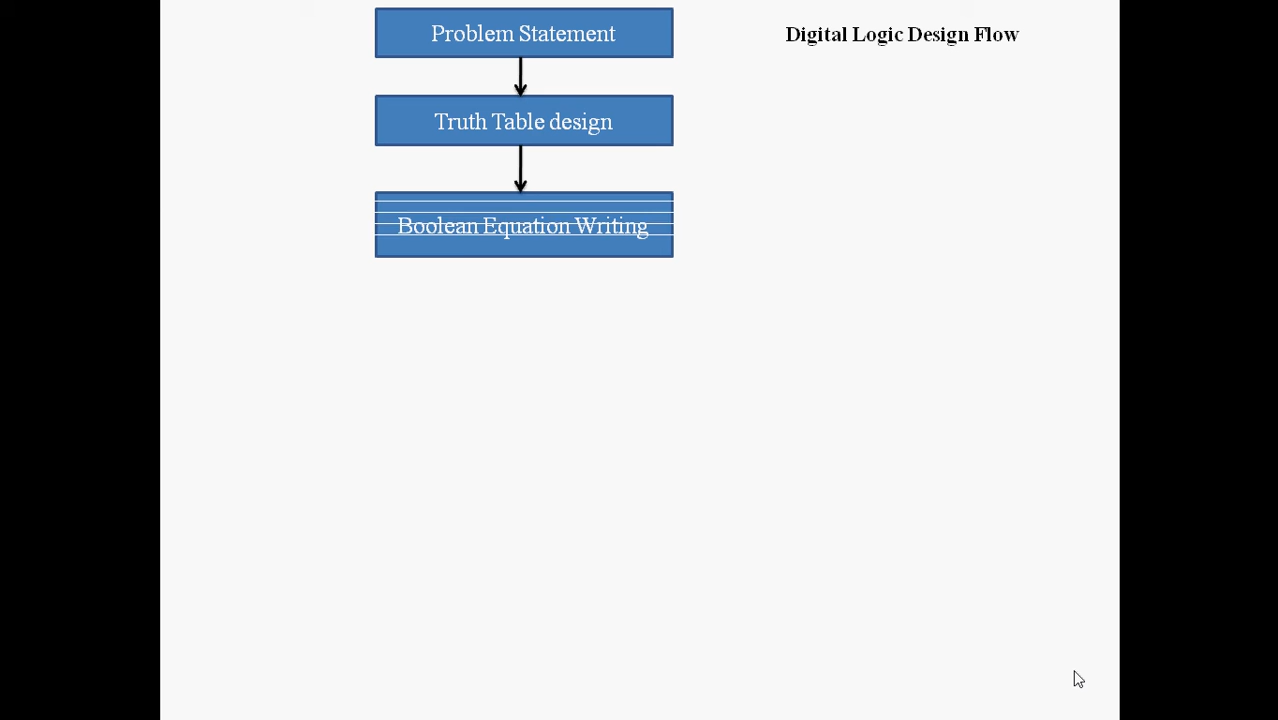 Problem Statement
Digital Logic Design Flow
Truth Table design
Boolean Equation Writing